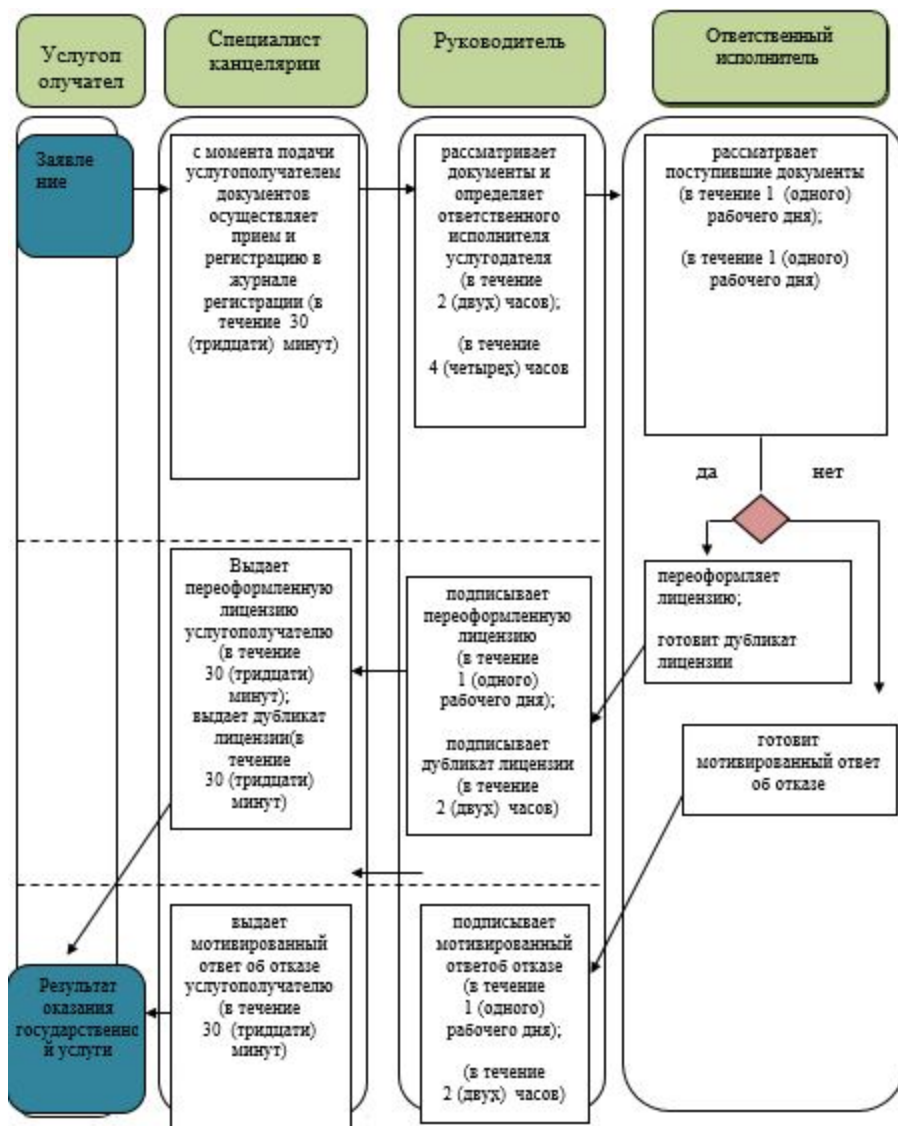 Услугоп
олучател
Специалист
канцелярии
Руководитель
Ответственный
исполнитель
Заявле
ние
с момента подачи
услугополучателем
документов
осуществляет
прием и
регистрацию в
журнале
регистрации (в
течение 30
(тридцати) минут)
рассматривает
документы и
определяет
ответственного
исполнителя
услугодателя
(в течение
2 (двух) часов);
(в течение
4 (четырех) часов
рассматрвает
поступившие документы
(в течение 1 (одного)
рабочего дня);
(в течение 1 (одного)
рабочего дня)
да
нет
Выдает
переоформленную
лицензию
услугополучателю
(в течение
30 (тридцати)
минут);
выдает дубликат
лицензии(в
течение
30 (тридцати)
минут)
подписывает
переоформленную
лицензию
(в течение
1 (одного)
рабочего дня);
подписывает
дубликат лицензии
(в течение
2 (двух) часов)
переоформляет
лицензию;
готовит дубликат
лицензии
готовит
мотивированный ответ
об отказе
Результат
оказания
государственно
й услуги
выдает
мотивированный
ответ об отказе
услугополучателю
(в течение
30 (тридцати)
минут)
подписывает
мотивированный
ответоб отказе
(в течение
1 (одного)
рабочего дня);
(в течение
2 (двух) часов)